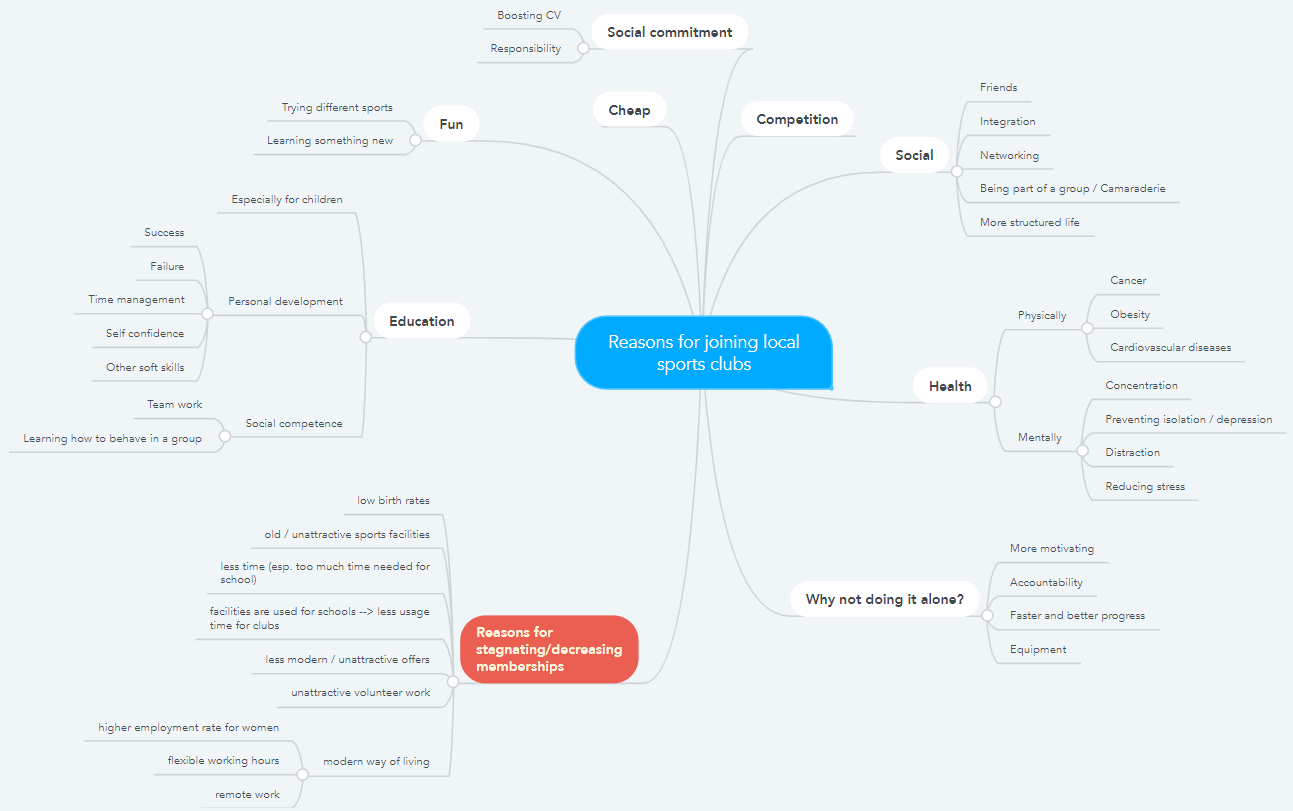 Reasons for joining local
sports clubs
Social commitment
Boosting CV
Responsibility
Cheap
Competition
Fun
Trying different sports
Learning something new
Social
Friends
Integration
Networking
Being part of a group / Camaraderie
More structured life
Education
Especially for children
Personal development
Success
Failure
Time management
Self confidence
Other soft skills
Social competence
Team work
Learning how to behave in a group
Health
Physically
Cancer
Obesity
Cardiovascular diseases
Mentally
Concentration
Preventing isolation / depression
Distraction
Reducing stress
Why not doing it alone?
More motivating
Accountability
Faster and better progress
Equipment
Reasons for
stagnating/decreasing
memberships
low birth rates
old / unattractive sports facilities
less time (esp. too much time needed for
school)
facilities are used for schools --> less usage
time for clubs
less modern / unattractive offers
unattractive volunteer work
modern way of living
higher employment rate for women
flexible working hours
remote work